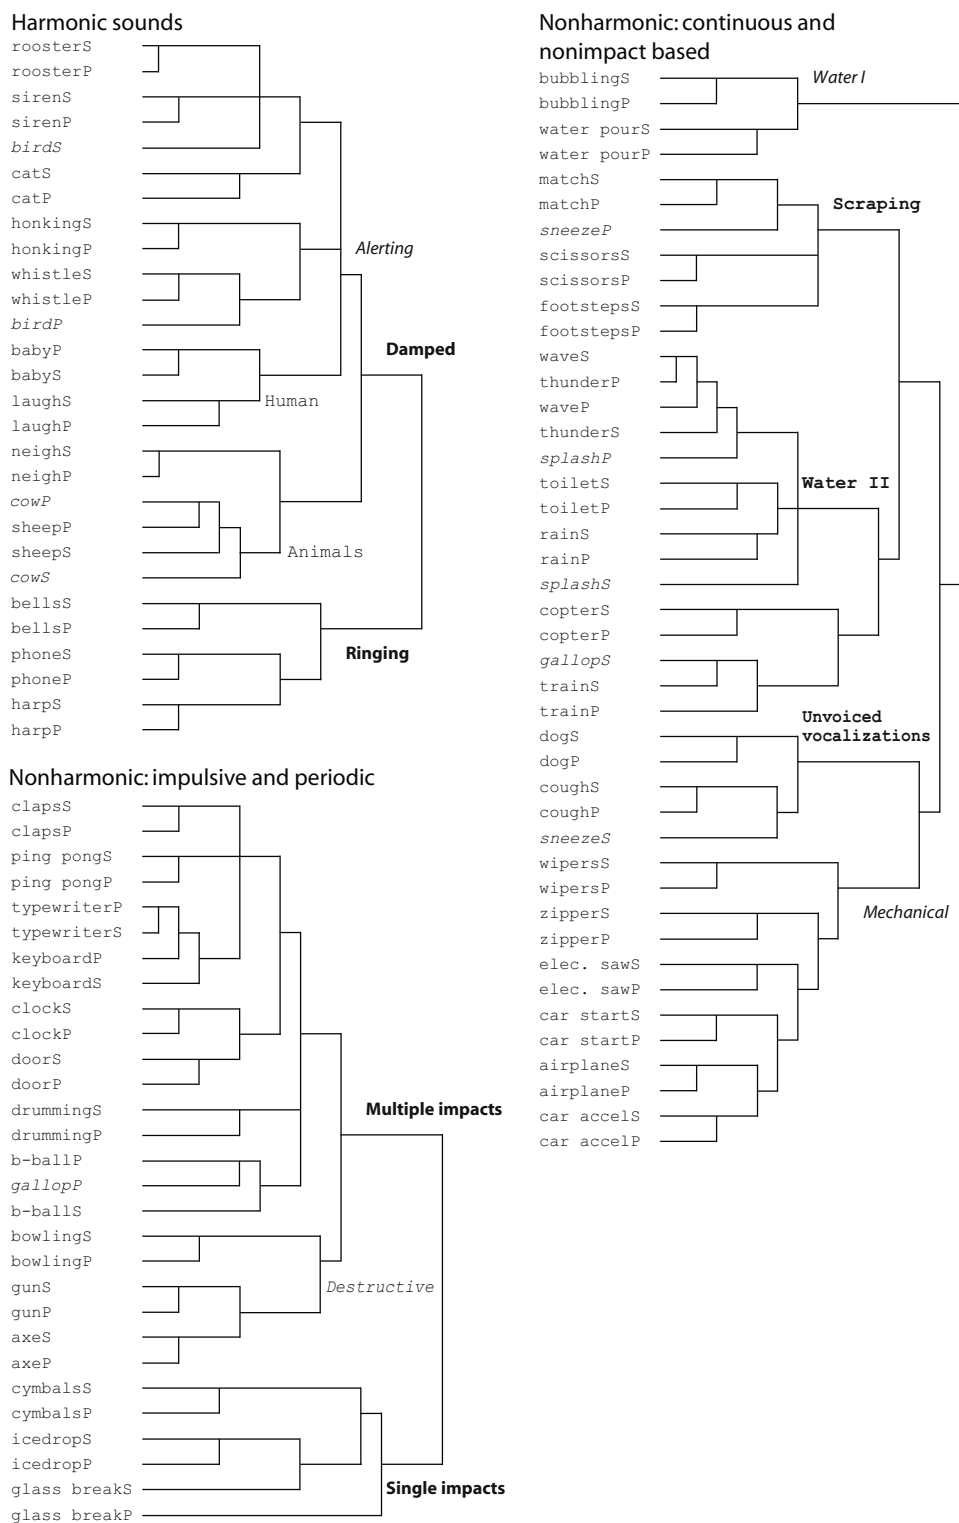 Harmonic sounds
roosterS
roosterP
sirenS
sirenP
birdS
catS
catP
honkingS
honkingP
Alerting
whistleS
whistleP
birdP
babyP
Damped
babyS
laughS
Human
laughP
neighS
neighP
cowP
sheepP
sheepS
Animals
cowS
bellsS
bellsP
phoneS
Ringing
phoneP
harpS
harpP
Nonharmonic: impulsive and periodic
clapsS
clapsP
ping pongS
ping pongP
typewriterP
typewriterS
keyboardP
keyboardS
clockS
clockP
doorS
doorP
drummingS
Multiple impacts
drummingP
b-ballP
gallopP
b-ballS
bowlingS
bowlingP
gunS
Destructive
gunP
axeS
axeP
cymbalsS
cymbalsP
icedropS
icedropP
glass breakS
Single impacts
glass breakP
Nonharmonic: continuous and
nonimpact based
bubblingS
Water I
bubblingP
water pourS
water pourP
matchS
matchP
Scraping
sneezeP
scissorsS
scissorsP
footstepsS
footstepsP
waveS
thunderP
waveP
thunderS
splashP
toiletS
Water II
toiletP
rainS
rainP
splashS
copterS
copterP
gallopS
trainS
trainP
Unvoiced
vocalizations
dogS
dogP
coughS
coughP
sneezeS
wipersS
wipersP
Mechanical
zipperS
zipperP
elec. sawS
elec. sawP
car startS
car startP
airplaneS
airplaneP
car accelS
car accelP